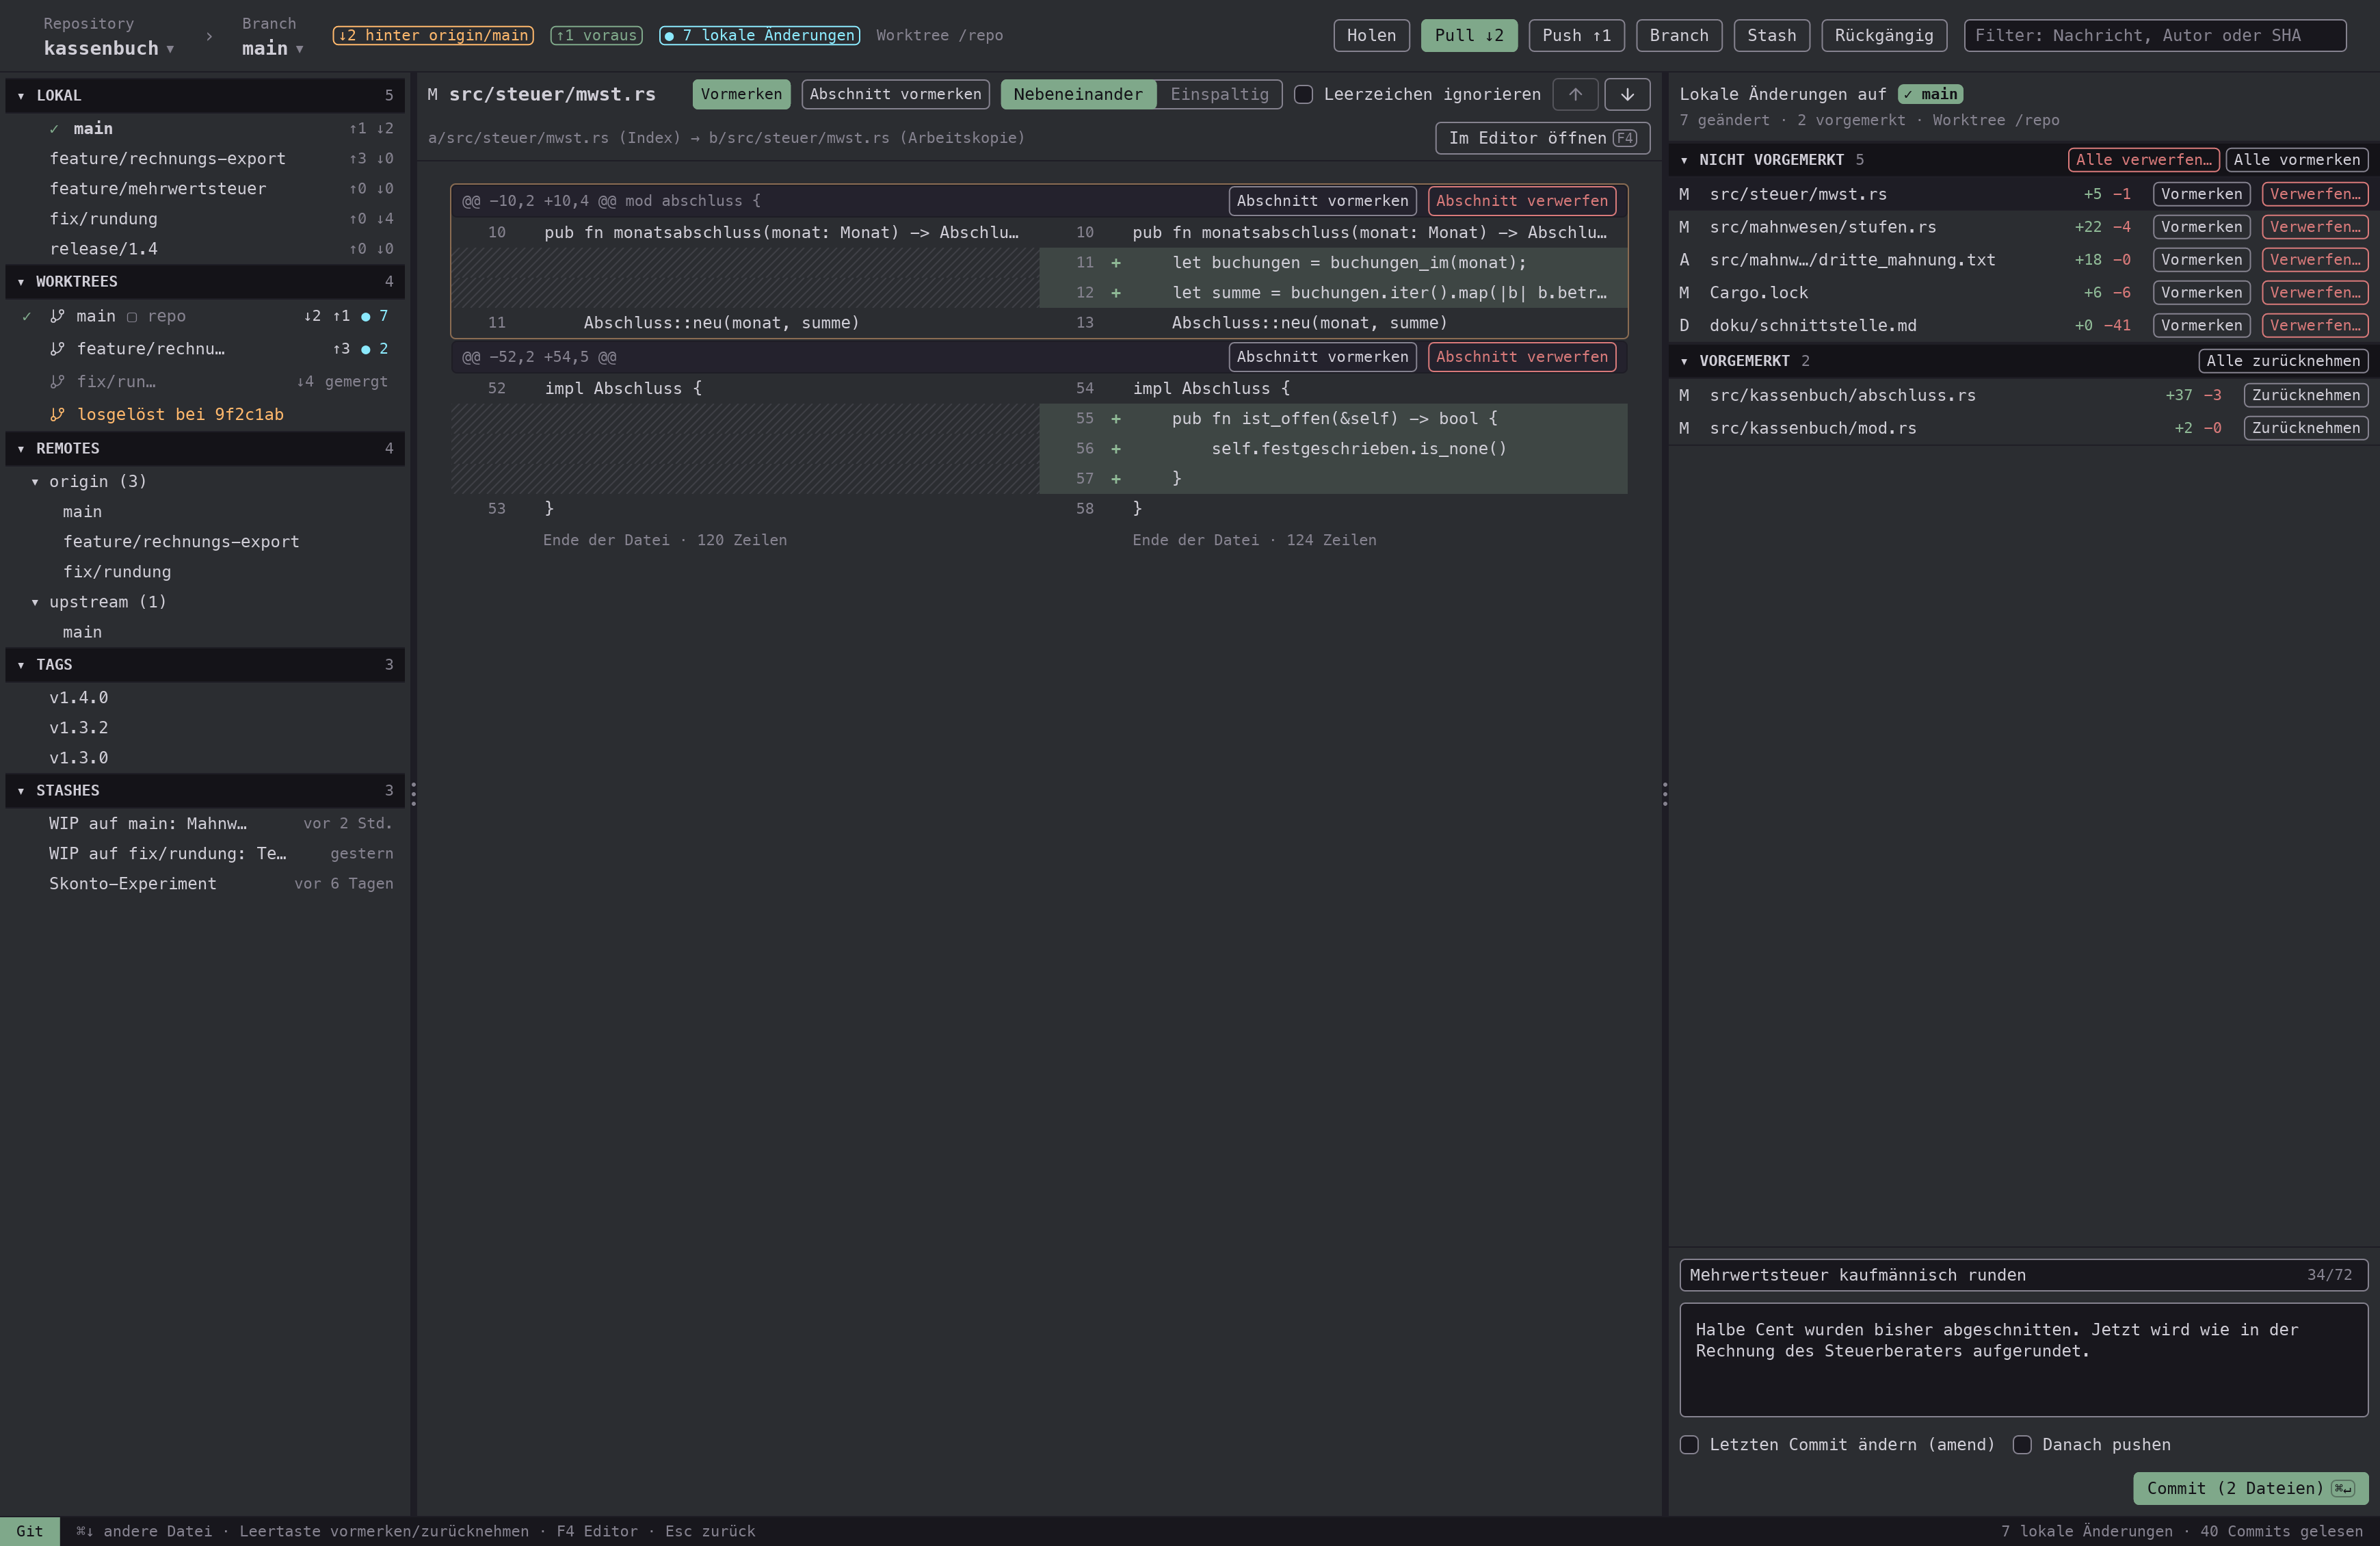 Repository
kassenbuch ▾
›
Branch
main ▾
↓2 hinter origin/main
↑1 voraus
● 7 lokale Änderungen
Worktree /repo
Holen
Pull ↓2
Push ↑1
Branch
Stash
Rückgängig
Filter: Nachricht, Autor oder SHA
▾ LOKAL 5
✓ main ↑1 ↓2
feature/rechnungs-export ↑3 ↓0
feature/mehrwertsteuer ↑0 ↓0
fix/rundung ↑0 ↓4
release/1.4 ↑0 ↓0
▾ WORKTREES 4
✓ main ▢ repo ↓2 ↑1 ● 7
feature/rechnu… ↑3 ● 2
fix/run… ↓4 gemergt
losgelöst bei 9f2c1ab
▾ REMOTES 4
▾ origin (3)
main
feature/rechnungs-export
fix/rundung
▾ upstream (1)
main
▾ TAGS 3
v1.4.0
v1.3.2
v1.3.0
▾ STASHES 3
WIP auf main: Mahnw… vor 2 Std.
WIP auf fix/rundung: Te… gestern
Skonto-Experiment vor 6 Tagen
M src/steuer/mwst.rs
Vormerken
Abschnitt vormerken
Nebeneinander
Einspaltig
Leerzeichen ignorieren
↑
↓
a/src/steuer/mwst.rs (Index) → b/src/steuer/mwst.rs (Arbeitskopie)
Im Editor öffnen F4
@@ −10,2 +10,4 @@ mod abschluss {
Abschnitt vormerken
Abschnitt verwerfen
10 pub fn monatsabschluss(monat: Monat) -> Abschlu…
10 pub fn monatsabschluss(monat: Monat) -> Abschlu…
11 + let buchungen = buchungen_im(monat);
12 + let summe = buchungen.iter().map(|b| b.betr…
11 Abschluss::neu(monat, summe)
13 Abschluss::neu(monat, summe)
@@ −52,2 +54,5 @@
Abschnitt vormerken
Abschnitt verwerfen
52 impl Abschluss {
54 impl Abschluss {
55 + pub fn ist_offen(&self) -> bool {
56 + self.festgeschrieben.is_none()
57 + }
53 }
58 }
Ende der Datei · 120 Zeilen
Ende der Datei · 124 Zeilen
Lokale Änderungen auf ✓ main
7 geändert · 2 vorgemerkt · Worktree /repo
▾ NICHT VORGEMERKT 5 Alle verwerfen… Alle vormerken
M src/steuer/mwst.rs +5 −1 Vormerken Verwerfen…
M src/mahnwesen/stufen.rs +22 −4 Vormerken Verwerfen…
A src/mahnw…/dritte_mahnung.txt +18 −0 Vormerken Verwerfen…
M Cargo.lock +6 −6 Vormerken Verwerfen…
D doku/schnittstelle.md +0 −41 Vormerken Verwerfen…
▾ VORGEMERKT 2 Alle zurücknehmen
M src/kassenbuch/abschluss.rs +37 −3 Zurücknehmen
M src/kassenbuch/mod.rs +2 −0 Zurücknehmen
Mehrwertsteuer kaufmännisch runden 34/72
Halbe Cent wurden bisher abgeschnitten. Jetzt wird wie in der
Rechnung des Steuerberaters aufgerundet.
Letzten Commit ändern (amend)
Danach pushen
Commit (2 Dateien) ⌘↵
Git
⌘↓ andere Datei · Leertaste vormerken/zurücknehmen · F4 Editor · Esc zurück
7 lokale Änderungen · 40 Commits gelesen